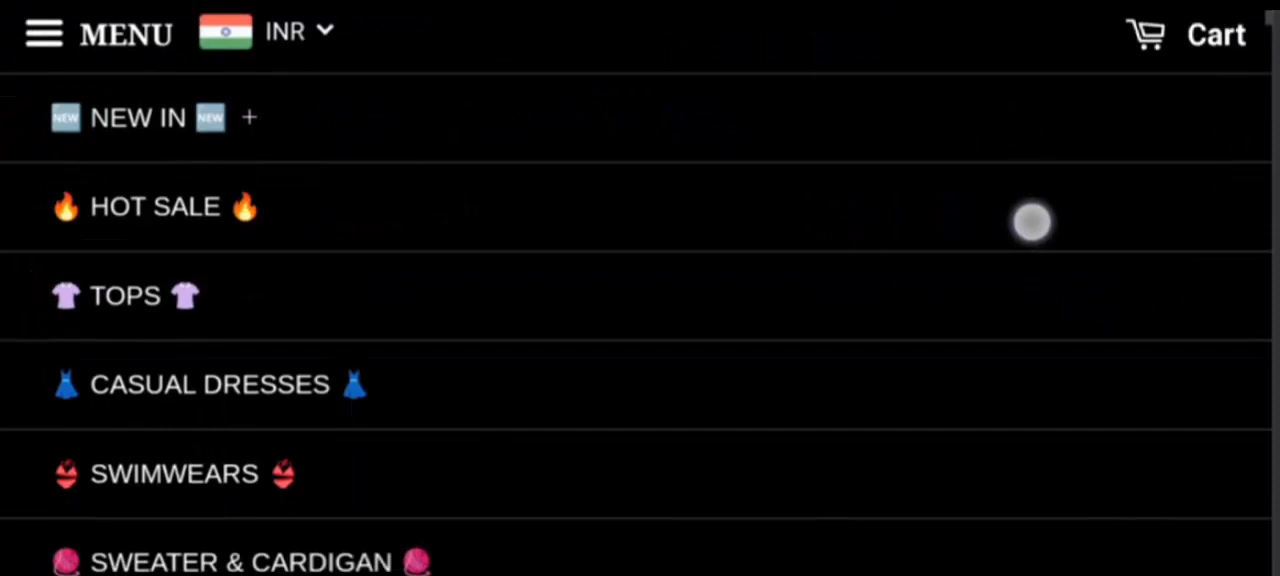 MENU INR Cart
🆕 NEW IN 🆕 +
🔥 HOT SALE 🔥
👚 TOPS 👚
👗 CASUAL DRESSES 👗
👙 SWIMWEARS 👙
🧶 SWEATER & CARDIGAN 🧶